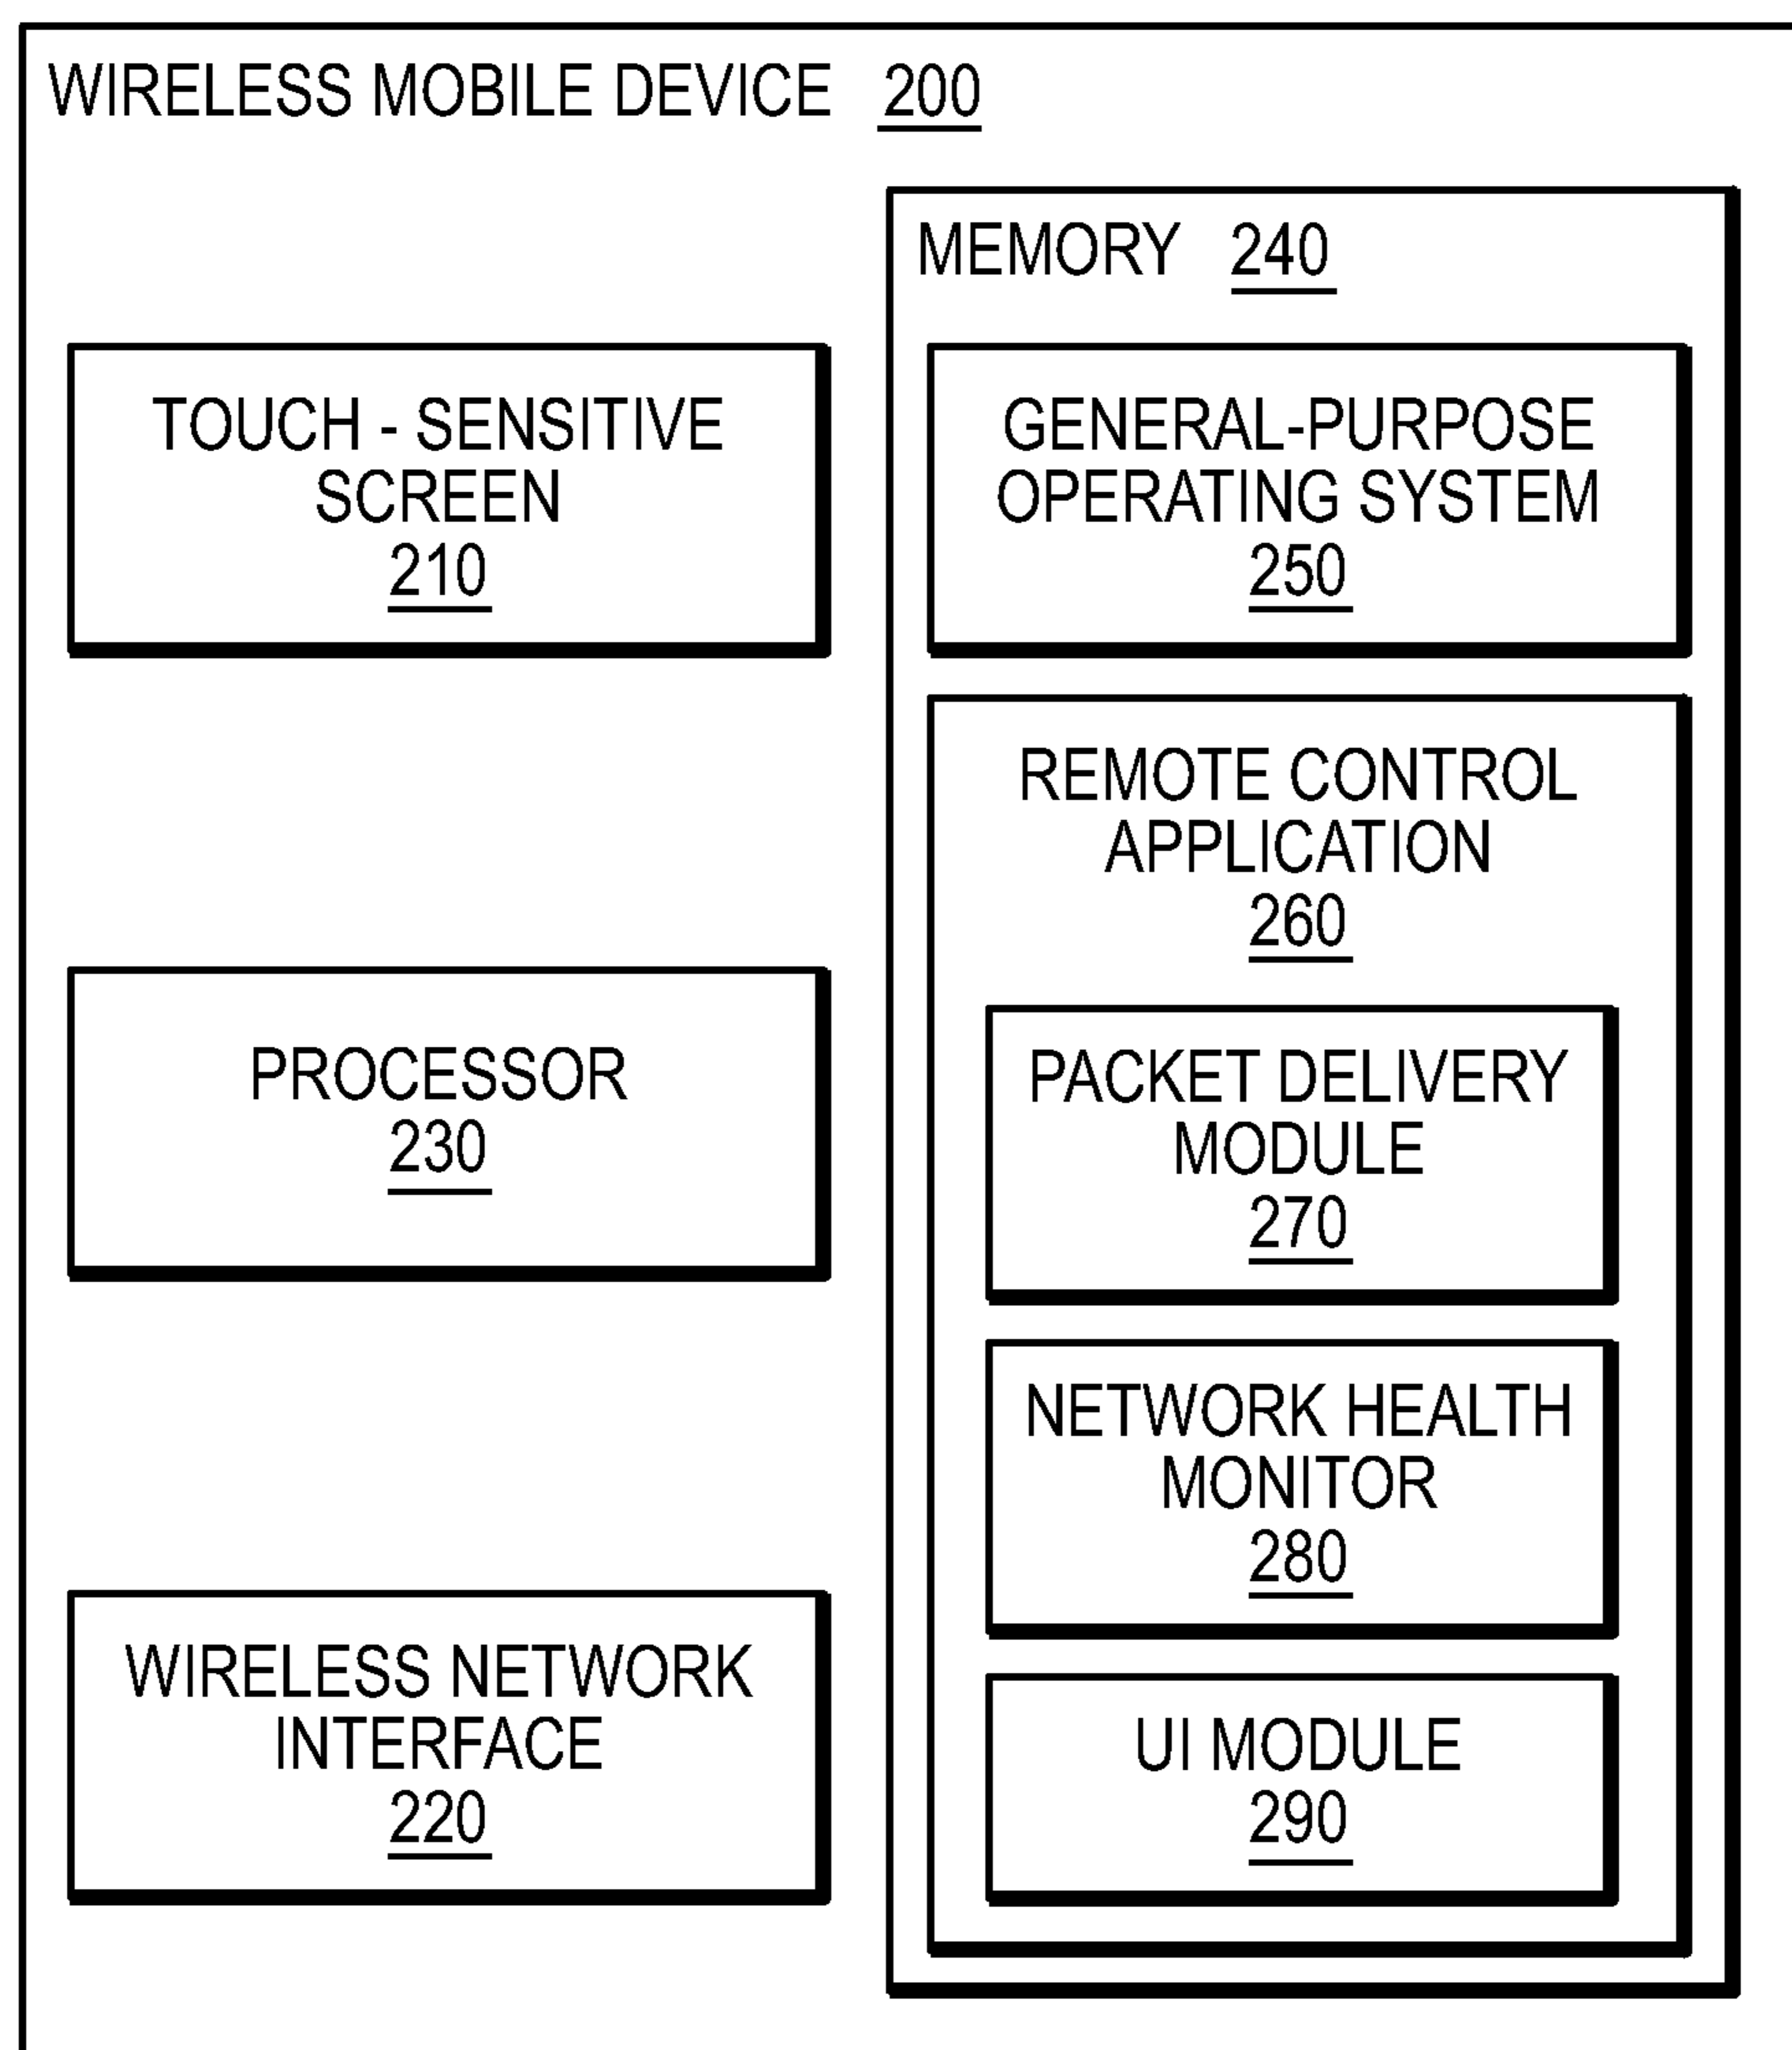 WIRELESS MOBILE DEVICE 200
TOUCH - SENSITIVE
SCREEN
210
PROCESSOR
230
WIRELESS NETWORK
INTERFACE
220
MEMORY 240
GENERAL-PURPOSE
OPERATING SYSTEM
250
REMOTE CONTROL
APPLICATION
260
PACKET DELIVERY
MODULE
270
NETWORK HEALTH
MONITOR
280
UI MODULE
290